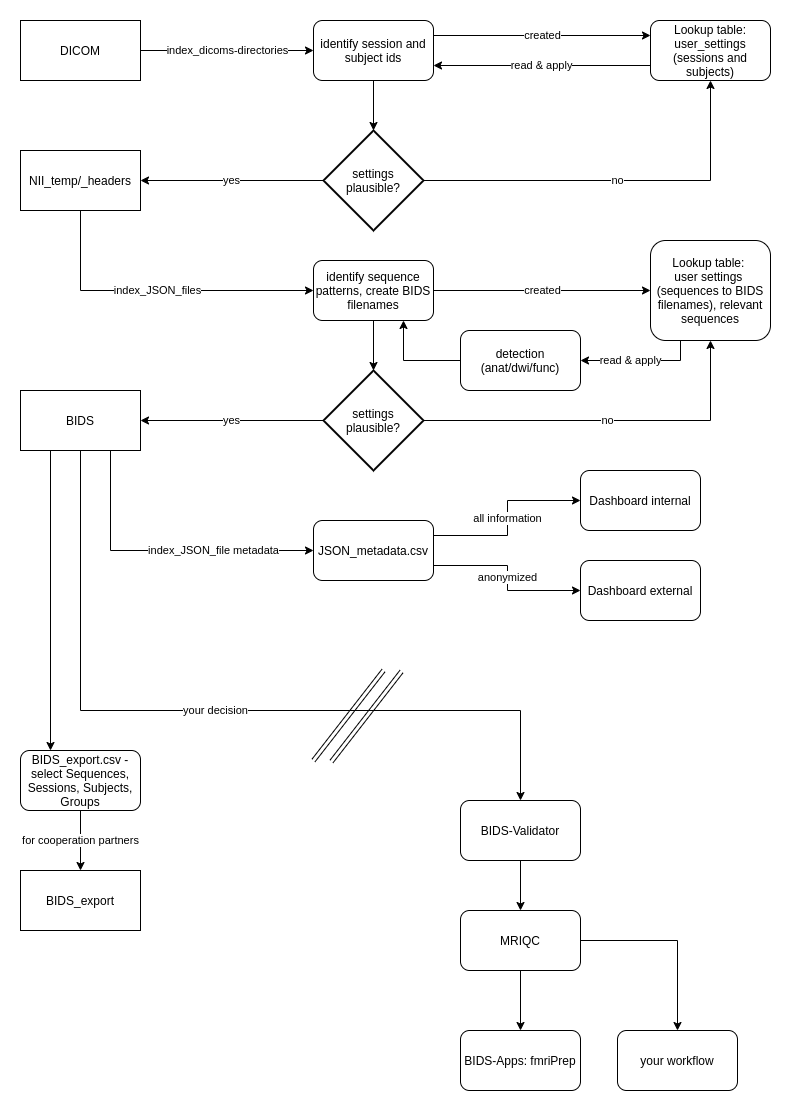 DICOM
index_dicoms-directories
identify session and
subject ids
created
read & apply
Lookup table:
user_settings
(sessions and
subjects)
NII_temp/_headers
yes
settings
plausible?
no
index_JSON_files
identify sequence
patterns, create BIDS
filenames
created
Lookup table:
user settings
(sequences to BIDS
filenames), relevant
sequences
detection
(anat/dwi/func)
read & apply
BIDS
yes
settings
plausible?
no
index_JSON_file metadata
JSON_metadata.csv
all information
Dashboard internal
anonymized
Dashboard external
your decision
BIDS_export.csv -
select Sequences,
Sessions, Subjects,
Groups
for cooperation partners
BIDS_export
BIDS-Validator
MRIQC
BIDS-Apps: fmriPrep
your workflow